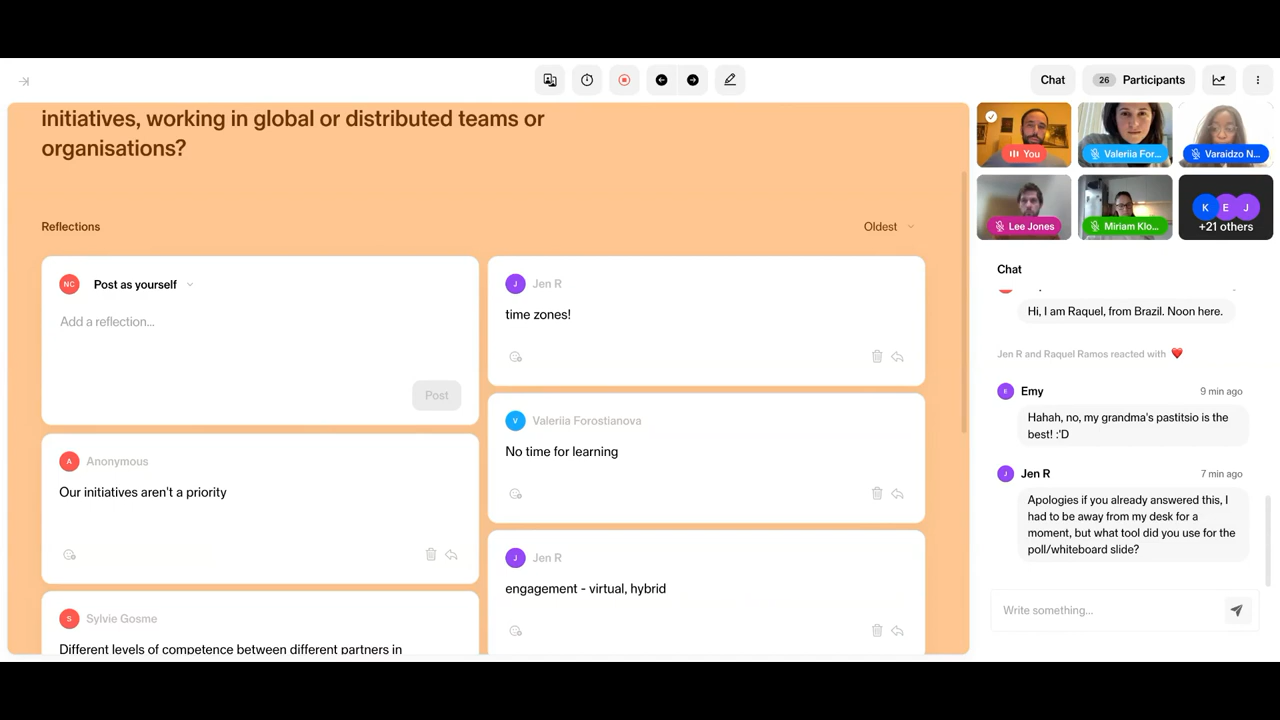 Chat
26
Participants
initiatives, working in global or distributed teams or
organisations?
Reflections
Oldest
NC
Post as yourself
Add a reflection...
Post
A
Anonymous
Our initiatives aren't a priority
S
Sylvie Gosme
Different levels of competence between different partners in
J
Jen R
time zones!
V
Valeriia Forostianova
No time for learning
J
Jen R
engagement - virtual, hybrid
You
Valeriia For...
Varaidzo N...
Lee Jones
Miriam Klo...
K E J
+21 others
Chat
Hi, I am Raquel, from Brazil. Noon here.
Jen R and Raquel Ramos reacted with ❤️
E
Emy
9 min ago
Hahah, no, my grandma's pastitsio is the
best! :'D
J
Jen R
7 min ago
Apologies if you already answered this, I
had to be away from my desk for a
moment, but what tool did you use for the
poll/whiteboard slide?
Write something...